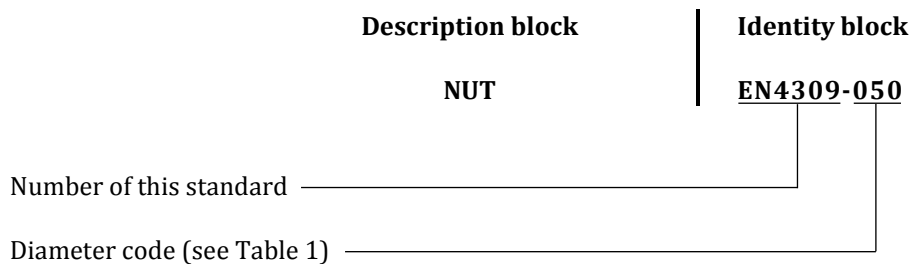 Description block Identity block
NUT EN4309-050
Number of this standard
Diameter code (see Table 1)